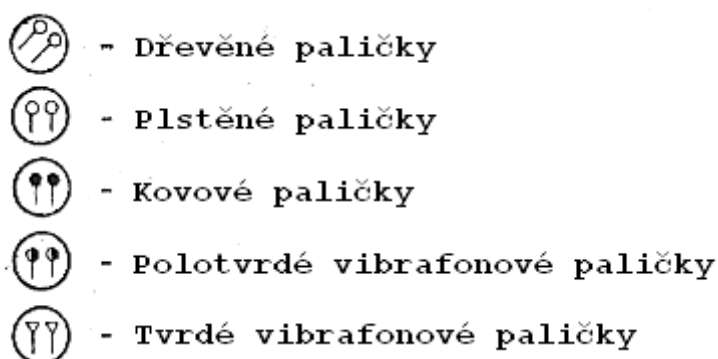 - Dřevěné paličky
- Plstěné paličky
- Kovové paličky
- Polotvrdé vibrafonové paličky
- Tvrdé vibrafonové paličky